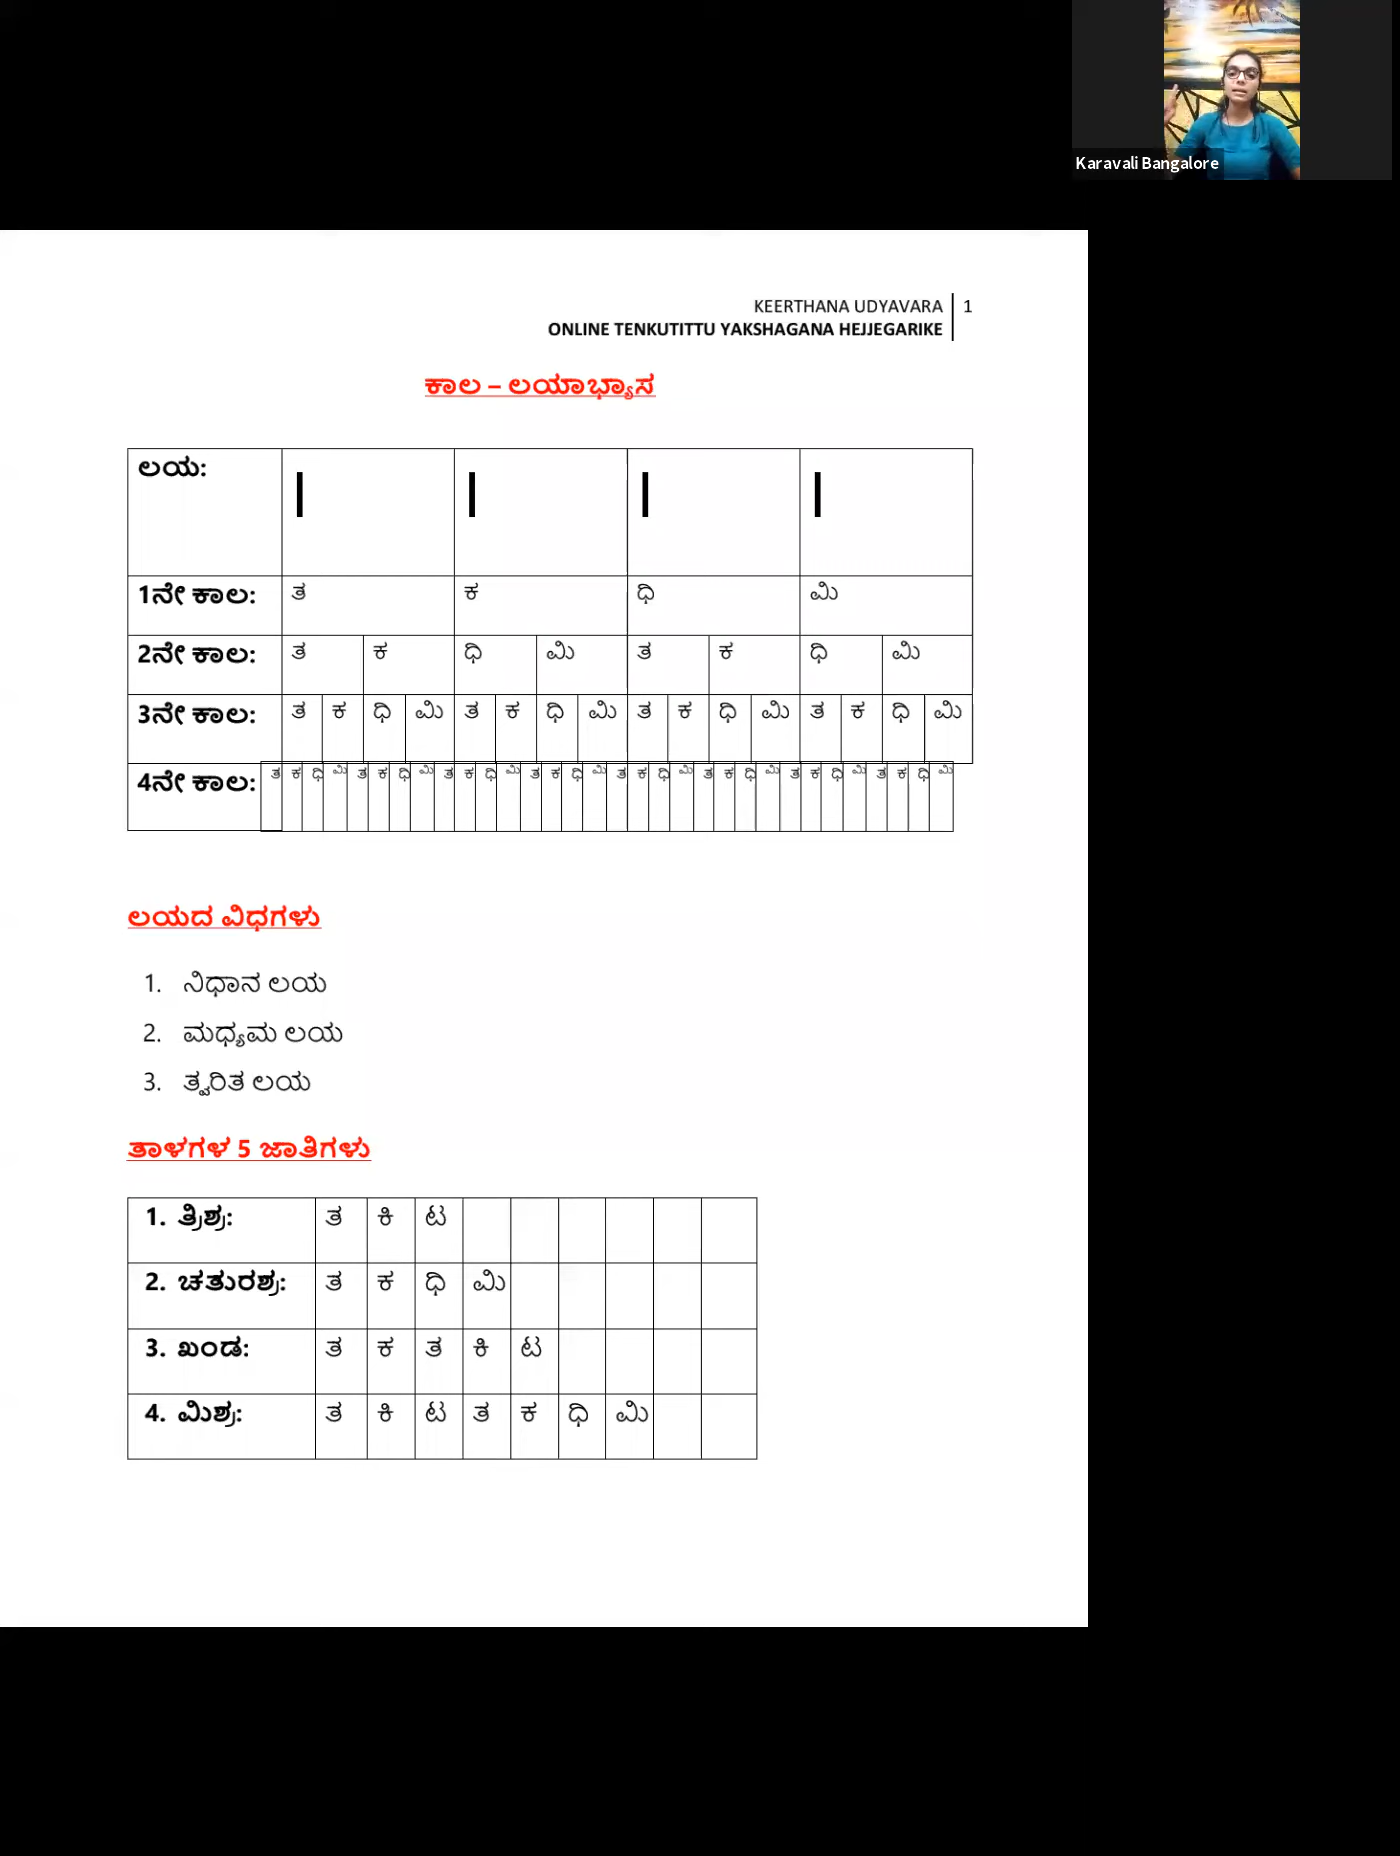 Karavali Bangalore
KEERTHANA UDYAVARA 1
ONLINE TENKUTITTU YAKSHAGANA HEJJEGARIKE
ಕಾಲ – ಲಯಾಭ್ಯಾಸ
ಲಯ: | | | |
1ನೇ ಕಾಲ: ತ ಕ ಧಿ ಮಿ
2ನೇ ಕಾಲ: ತ ಕ ಧಿ ಮಿ ತ ಕ ಧಿ ಮಿ
3ನೇ ಕಾಲ: ತ ಕ ಧಿ ಮಿ ತ ಕ ಧಿ ಮಿ ತ ಕ ಧಿ ಮಿ ತ ಕ ಧಿ ಮಿ
4ನೇ ಕಾಲ: ತ ಕ ಧಿ ಮಿ ತ ಕ ಧಿ ಮಿ ತ ಕ ಧಿ ಮಿ ತ ಕ ಧಿ ಮಿ ತ ಕ ಧಿ ಮಿ ತ ಕ ಧಿ ಮಿ ತ ಕ ಧಿ ಮಿ ತ ಕ ಧಿ ಮಿ
ಲಯದ ವಿಧಗಳು
1. ನಿಧಾನ ಲಯ
2. ಮಧ್ಯಮ ಲಯ
3. ತ್ವರಿತ ಲಯ
ತಾಳಗಳ 5 ಜಾತಿಗಳು
1. ತ್ರಿಶ್ರ: ತ ಕಿ ಟ
2. ಚತುರಶ್ರ: ತ ಕ ಧಿ ಮಿ
3. ಖಂಡ: ತ ಕ ತ ಕಿ ಟ
4. ಮಿಶ್ರ: ತ ಕಿ ಟ ತ ಕ ಧಿ ಮಿ